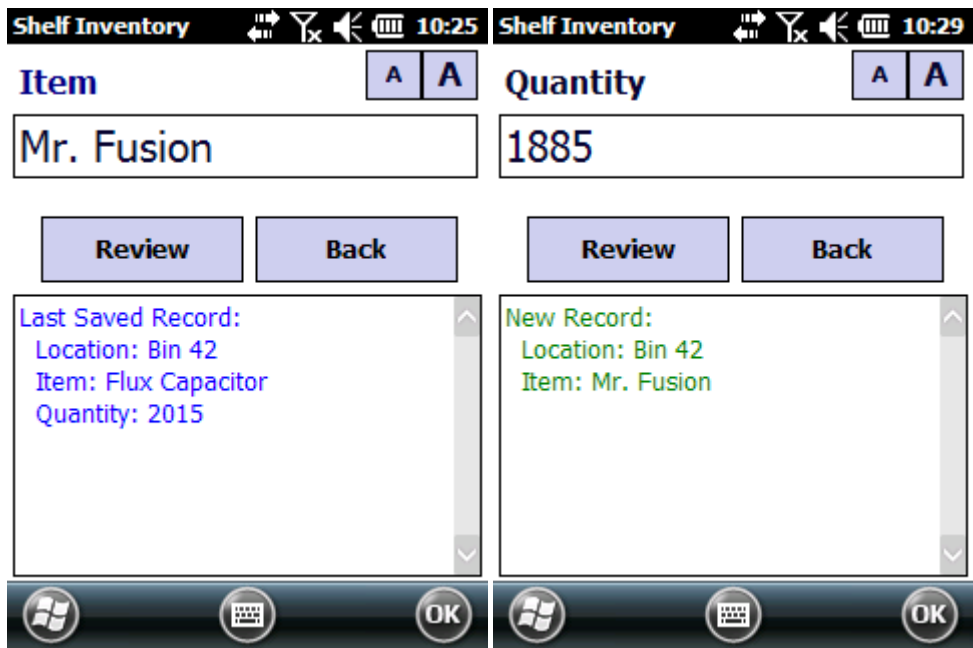 Shelf Inventory 10:25
Item A A
Mr. Fusion
Review Back
Last Saved Record:
Location: Bin 42
Item: Flux Capacitor
Quantity: 2015
OK
Shelf Inventory 10:29
Quantity A A
1885
Review Back
New Record:
Location: Bin 42
Item: Mr. Fusion
OK